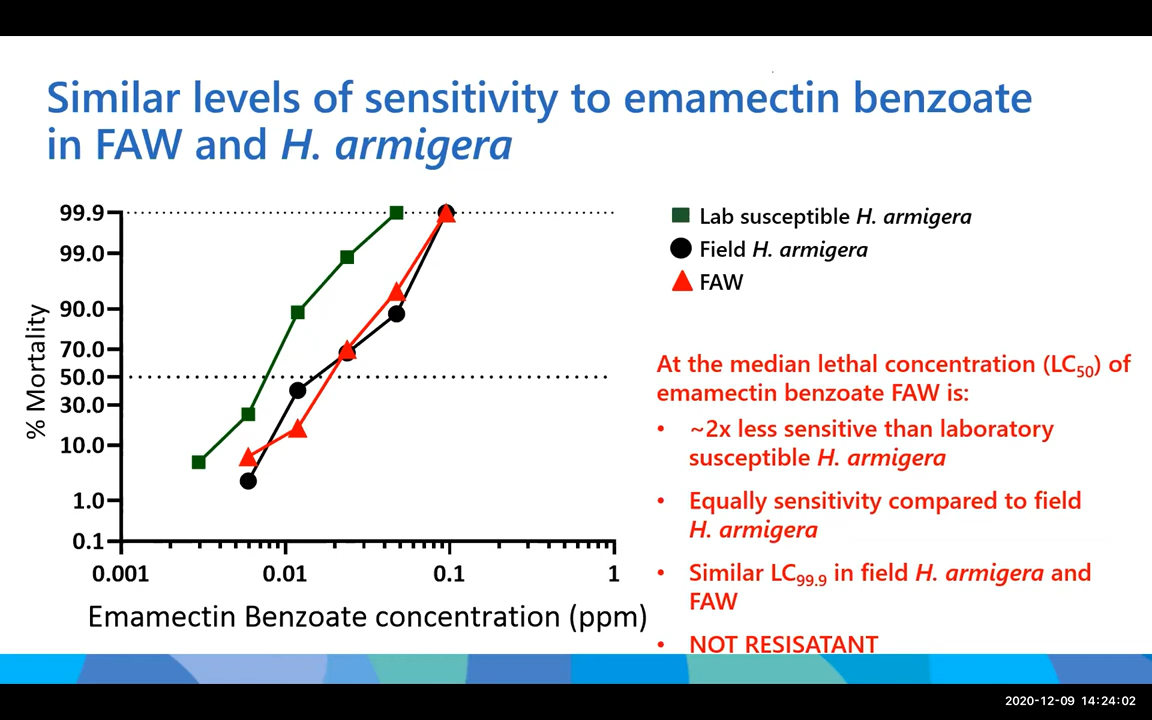 Similar levels of sensitivity to emamectin benzoate
in FAW and H. armigera
99.9
99.0
90.0
70.0
50.0
30.0
10.0
1.0
0.1
% Mortality
0.001
0.01
0.1
1
Emamectin Benzoate concentration (ppm)
Lab susceptible H. armigera
Field H. armigera
FAW
At the median lethal concentration (LC50) of
emamectin benzoate FAW is:
• ~2x less sensitive than laboratory
susceptible H. armigera
• Equally sensitivity compared to field
H. armigera
• Similar LC99.9 in field H. armigera and
FAW
• NOT RESISATANT
2020-12-09 14:24:02